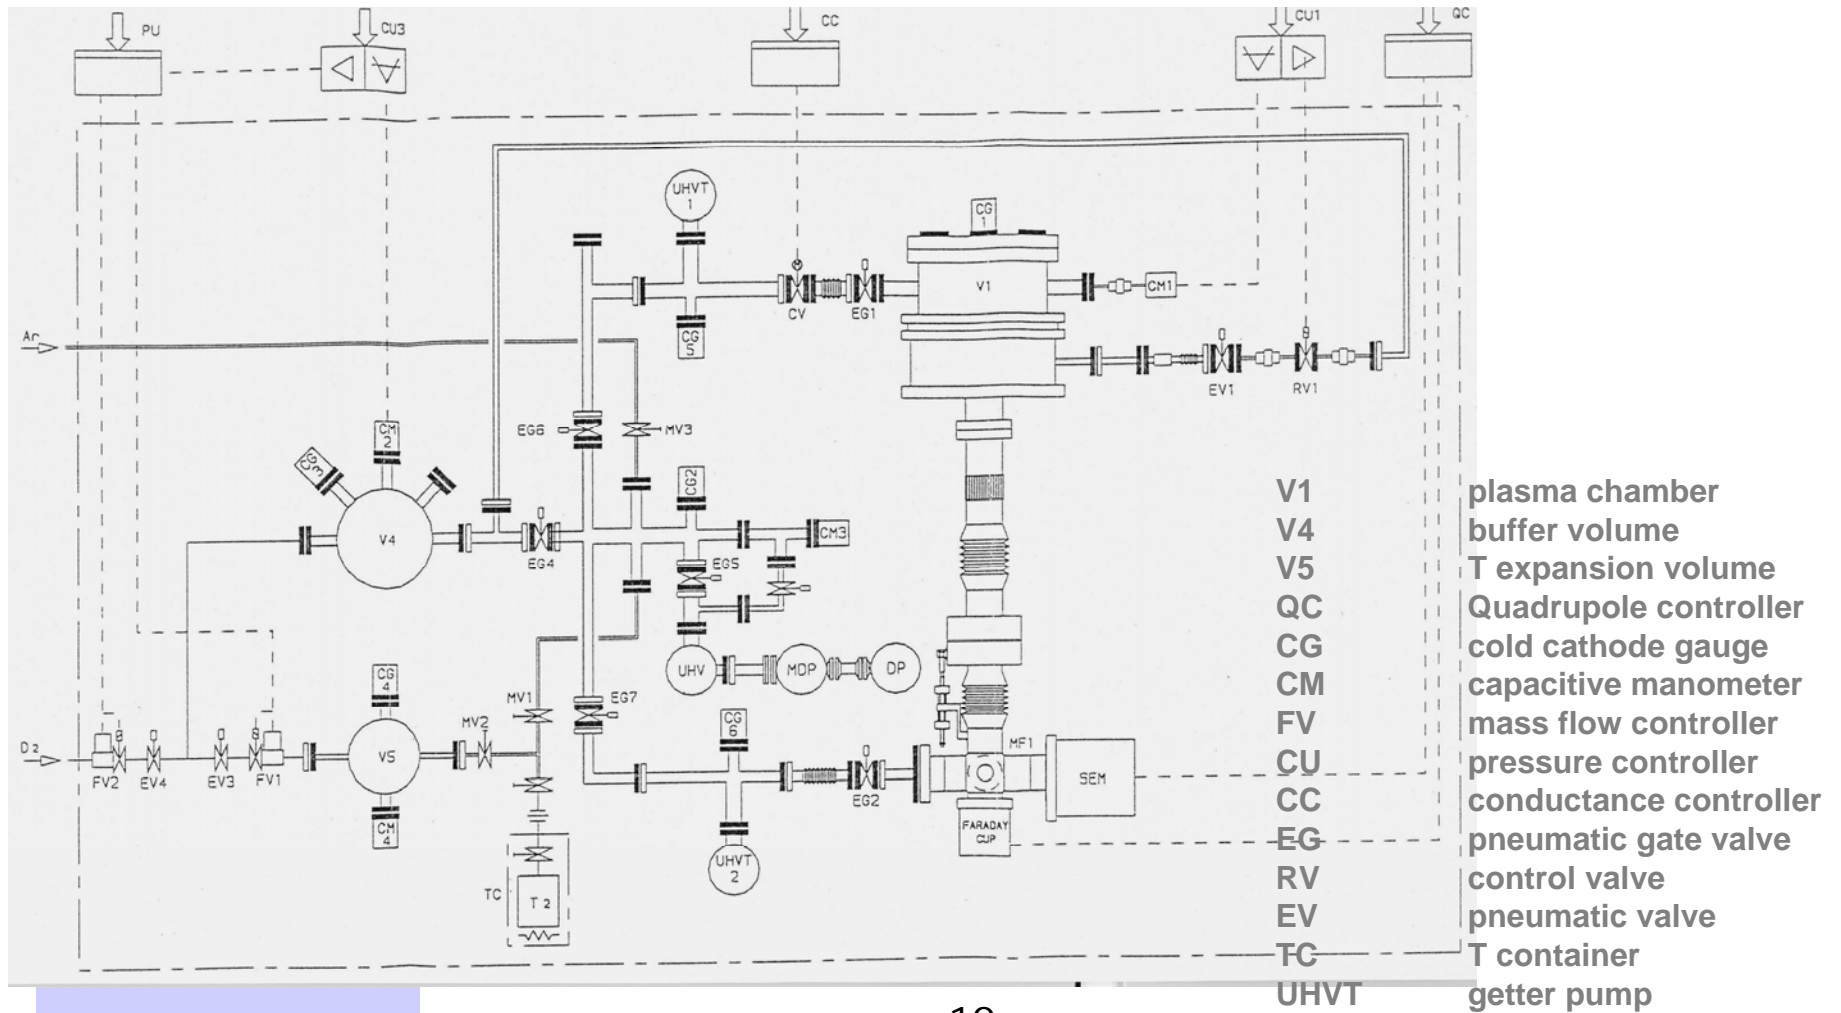 PU
CU3
CC
CU1
QC
UHVT
1
CG
1
V1
CM1
CV
EG1
CG
5
Ar
EV1
RV1
CM
2
CG
3
EG6
MV3
CG2
V4
EG4
CM3
EG5
UHV
MDP
DP
CG
4
MV1
EG7
MV2
CG
6
D2
FV2
EV4
EV3
FV1
V5
MF1
SEM
EG2
CM
4
FARADAY
CUP
UHVT
2
TC
T2
V1 plasma chamber
V4 buffer volume
V5 T expansion volume
QC Quadrupole controller
CG cold cathode gauge
CM capacitive manometer
FV mass flow controller
CU pressure controller
CC conductance controller
EG pneumatic gate valve
RV control valve
EV pneumatic valve
TC T container
UHVT getter pump